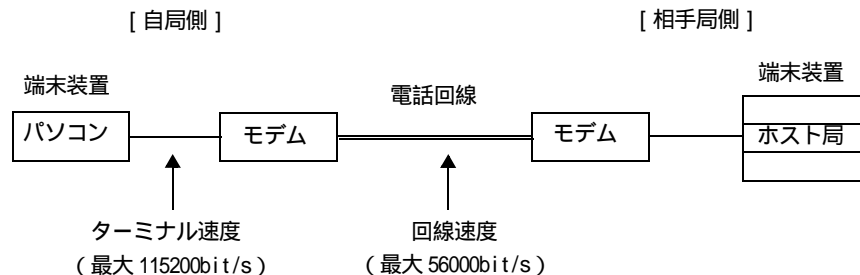 [ 自局側 ]
[ 相手局側 ]
端末装置
端末装置
電話回線
パソコン
モデム
モデム
ホスト局
ターミナル速度
回線速度
( 最大 115200bit/s )
( 最大 56000bit/s )